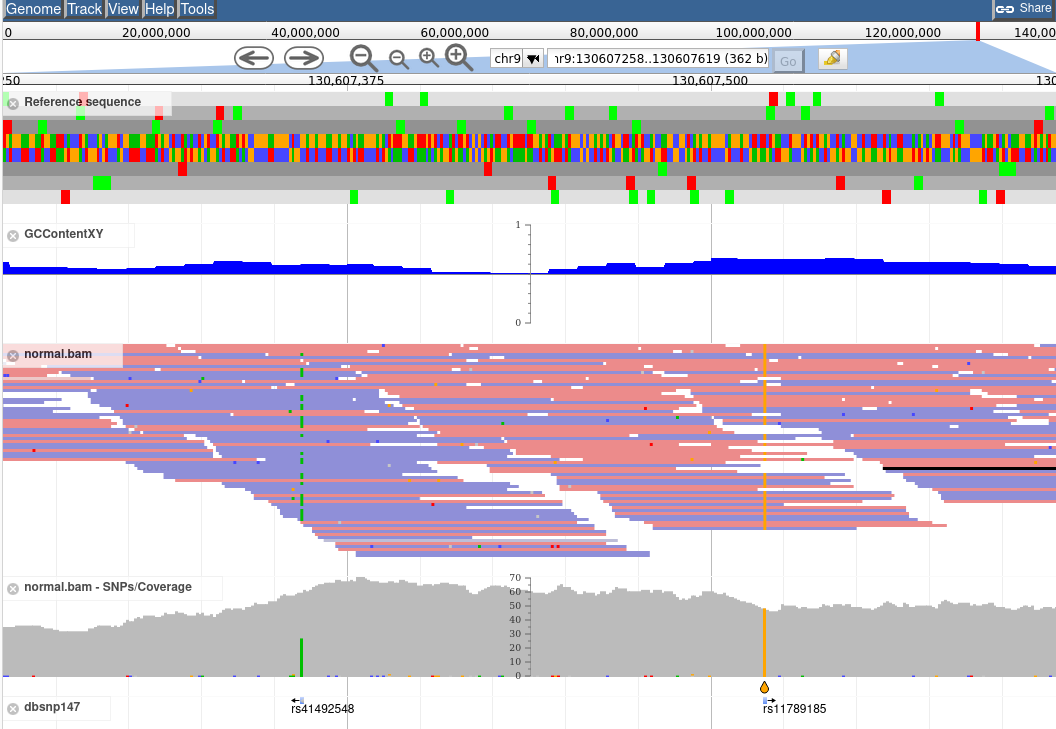 Genome Track View Help Tools Share
0 20,000,000 40,000,000 60,000,000 80,000,000 100,000,000 120,000,000 140,00
chr9 nr9:130607258..130607619 (362 b) Go
250 130,607,375 130,607,500 130
Reference sequence
GCContentXY
1
0
normal.bam
normal.bam - SNPs/Coverage
70
60
50
40
30
20
10
0
dbsnp147
rs41492548 rs11789185